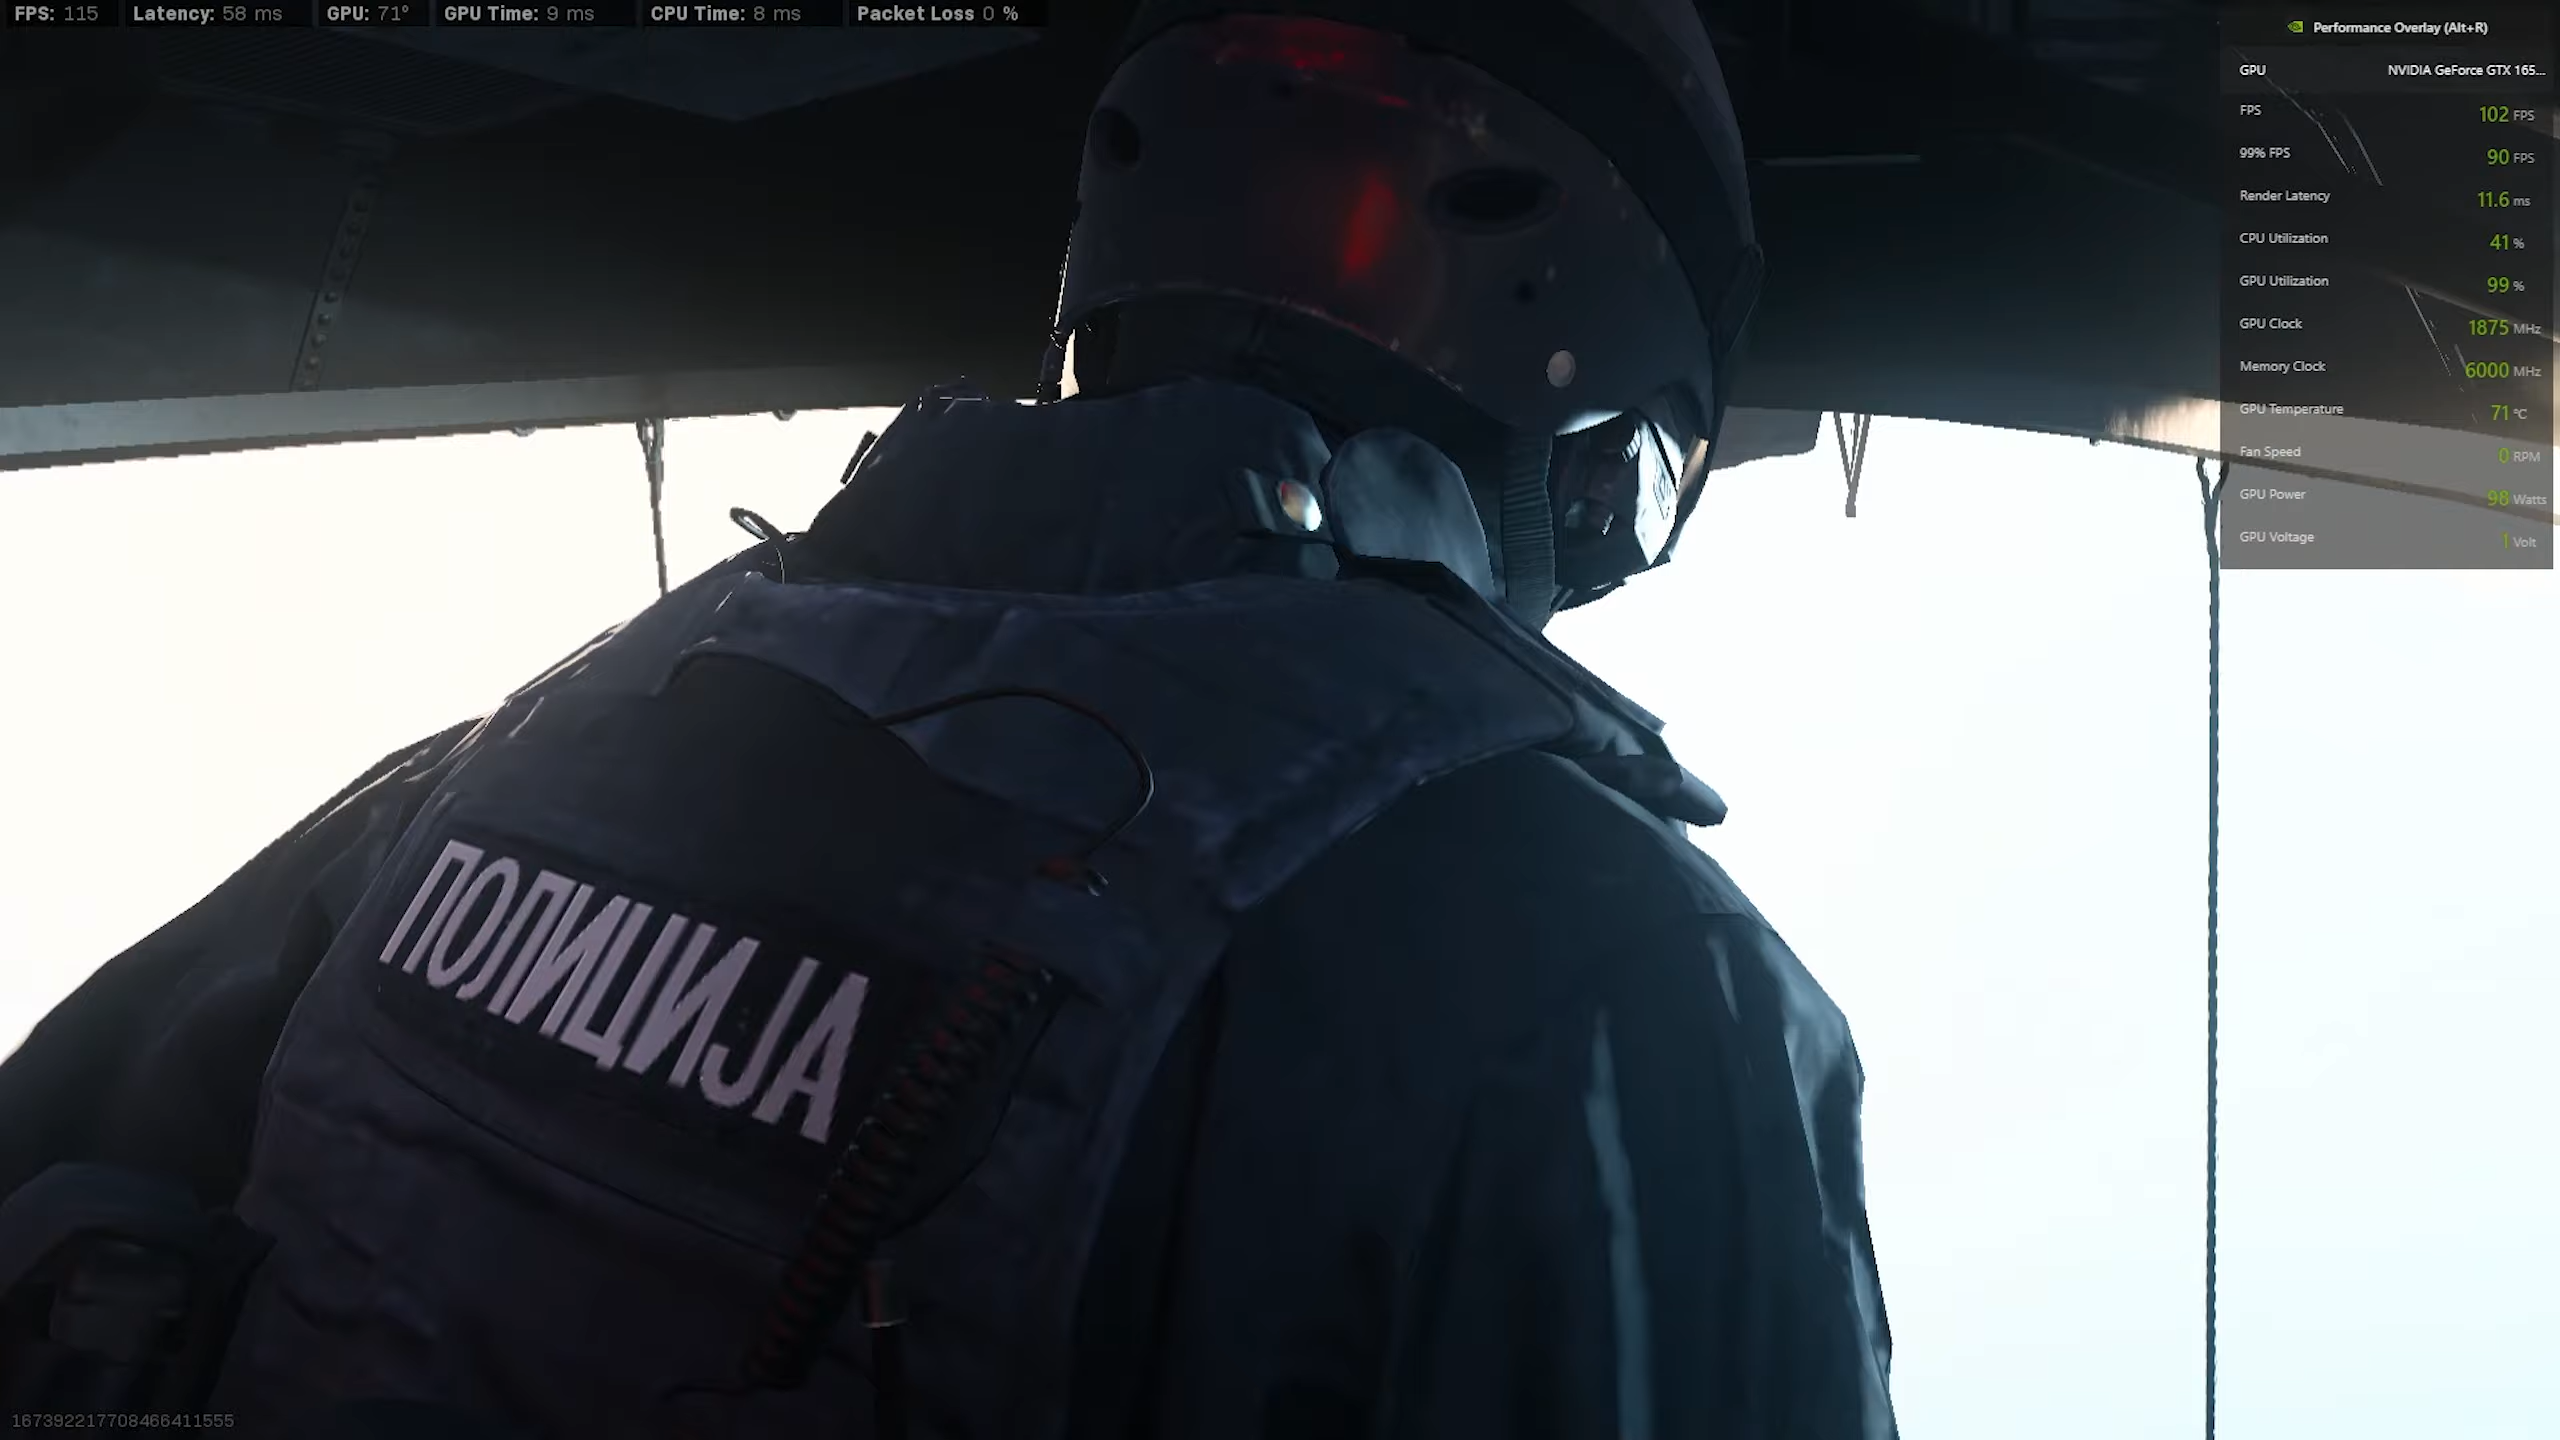 FPS: 115 Latency: 58 ms GPU: 71° GPU Time: 9 ms CPU Time: 8 ms Packet Loss 0 %
Performance Overlay (Alt+R)
GPU NVIDIA GeForce GTX 165...
FPS 102 FPS
99% FPS 90 FPS
Render Latency 11.6 ms
CPU Utilization 41 %
GPU Utilization 99 %
GPU Clock 1875 MHz
Memory Clock 6000 MHz
GPU Temperature 71 °C
Fan Speed 0 RPM
GPU Power 98 Watts
GPU Voltage 1 Volt
ПОЛИЦИЈА
167392217708466411555